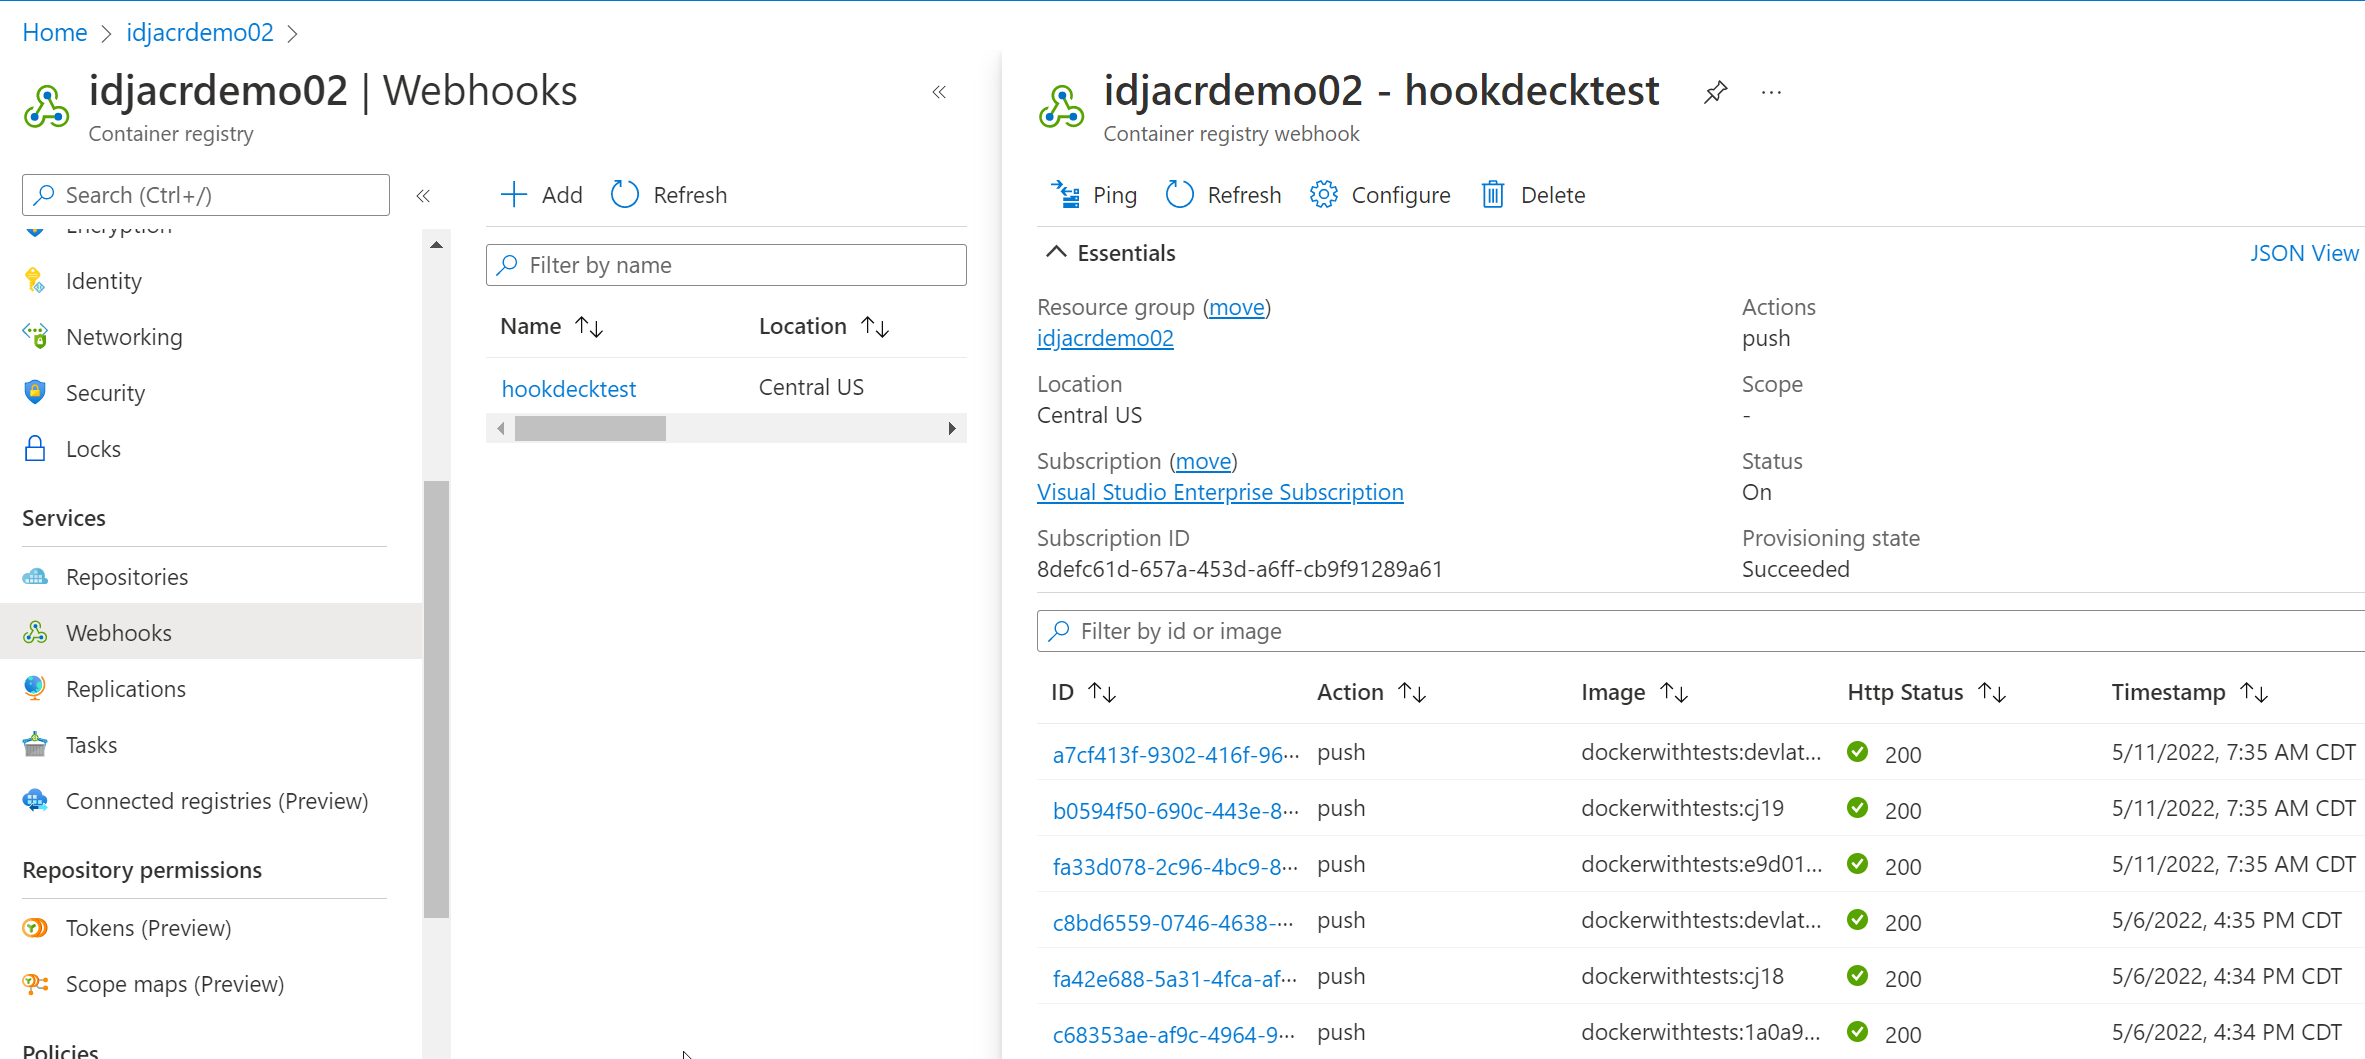 Home > idjacrdemo02 >
idjacrdemo02 | Webhooks
Container registry
Search (Ctrl+/)
Encryption
Identity
Networking
Security
Locks
Services
Repositories
Webhooks
Replications
Tasks
Connected registries (Preview)
Repository permissions
Tokens (Preview)
Scope maps (Preview)
Policies
Add Refresh
Filter by name
Name Location
hookdecktest Central US
idjacrdemo02 - hookdecktest
Container registry webhook
Ping Refresh Configure Delete
Essentials JSON View
Resource group (move)
idjacrdemo02
Location
Central US
Subscription (move)
Visual Studio Enterprise Subscription
Subscription ID
8defc61d-657a-453d-a6ff-cb9f91289a61
Actions
push
Scope
-
Status
On
Provisioning state
Succeeded
Filter by id or image
ID Action Image Http Status Timestamp
a7cf413f-9302-416f-96··· push dockerwithtests:devlat... 200 5/11/2022, 7:35 AM CDT
b0594f50-690c-443e-8··· push dockerwithtests:cj19 200 5/11/2022, 7:35 AM CDT
fa33d078-2c96-4bc9-8··· push dockerwithtests:e9d01... 200 5/11/2022, 7:35 AM CDT
c8bd6559-0746-4638-··· push dockerwithtests:devlat... 200 5/6/2022, 4:35 PM CDT
fa42e688-5a31-4fca-af··· push dockerwithtests:cj18 200 5/6/2022, 4:34 PM CDT
c68353ae-af9c-4964-9··· push dockerwithtests:1a0a9... 200 5/6/2022, 4:34 PM CDT